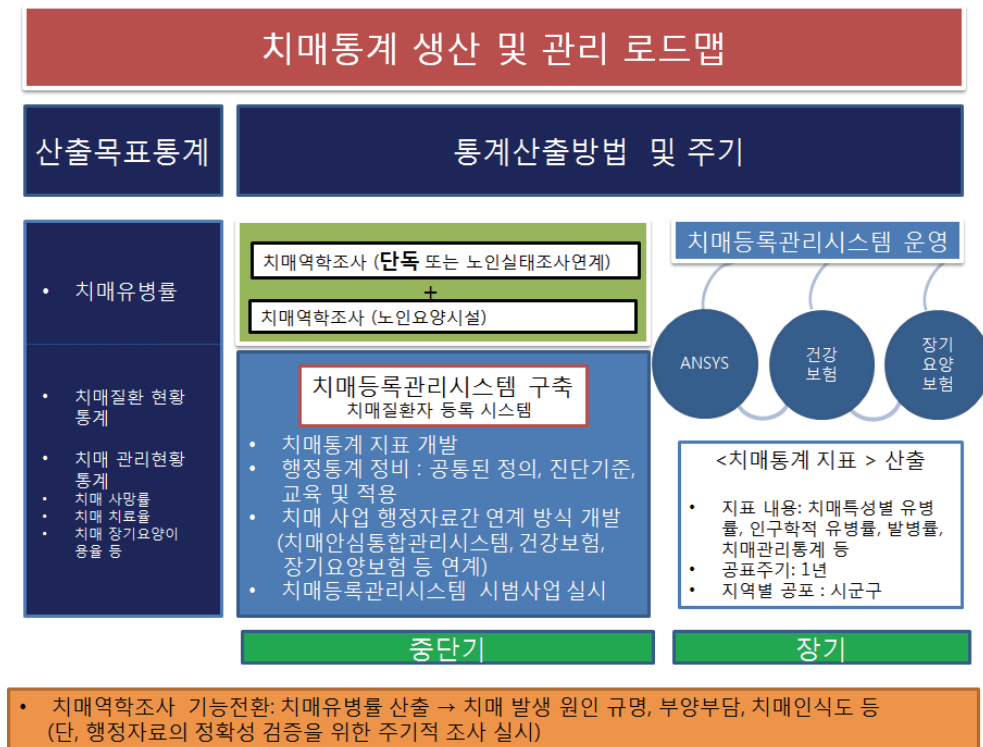 치매통계 생산 및 관리 로드맵
산출목표통계
통계산출방법 및 주기
• 치매유병률
• 치매질환 현황
통계
• 치매 관리현황
통계
• 치매 사망률
• 치매 치료율
• 치매 장기요양이
용율 등
치매역학조사 (단독 또는 노인실태조사연계)
+
치매역학조사 (노인요양시설)
치매등록관리시스템 구축
치매질환자 등록 시스템
• 치매통계 지표 개발
• 행정통계 정비 : 공통된 정의, 진단기준,
교육 및 적용
• 치매 사업 행정자료간 연계 방식 개발
(치매안심통합관리시스템, 건강보험,
장기요양보험 등 연계)
• 치매등록관리시스템 시범사업 실시
중단기
치매등록관리시스템 운영
ANSYS
건강
보험
장기
요양
보험
<치매통계 지표 > 산출
• 지표 내용: 치매특성별 유병
률, 인구학적 유병률, 발병률,
치매관리통계 등
• 공표주기: 1년
• 지역별 공포 : 시군구
장기
• 치매역학조사 기능전환: 치매유병률 산출 → 치매 발생 원인 규명, 부양부담, 치매인식도 등
(단, 행정자료의 정확성 검증을 위한 주기적 조사 실시)